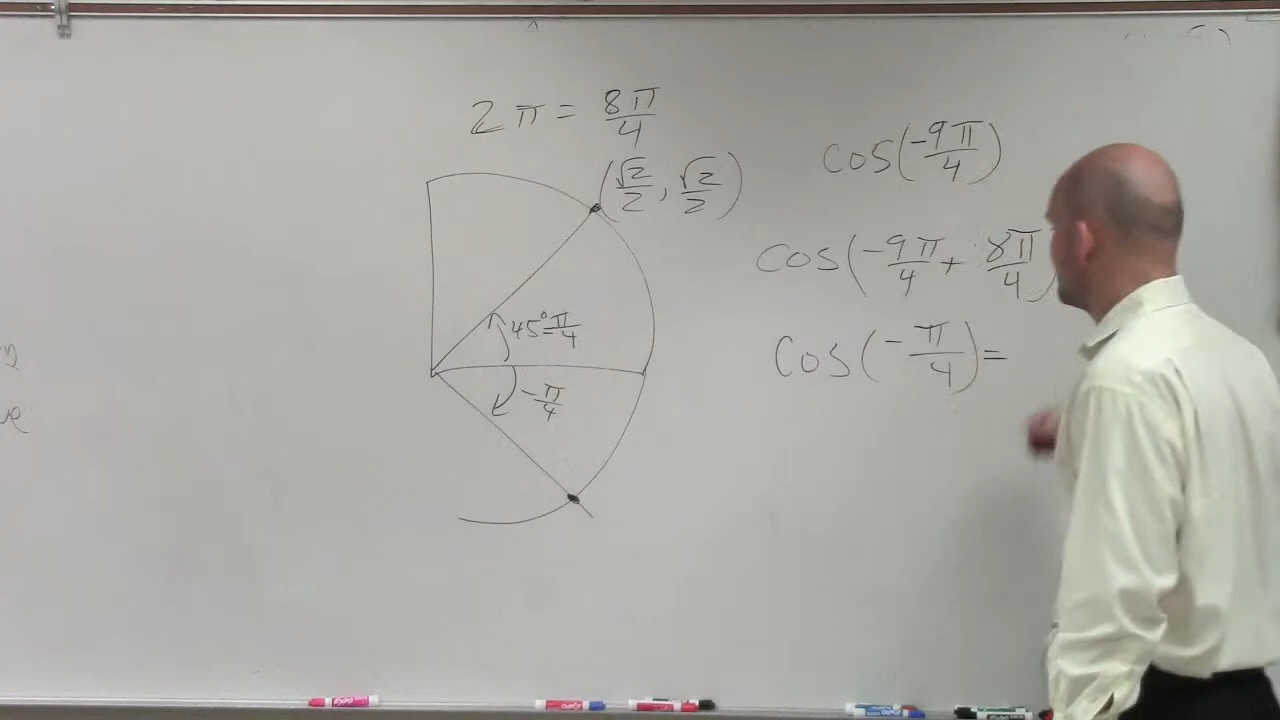 2π = 8π/4
(√2/2, √2/2)
45° = π/4
-π/4
cos(-9π/4)
cos(-9π/4 + 8π/4)
cos(-π/4) =
EXPO